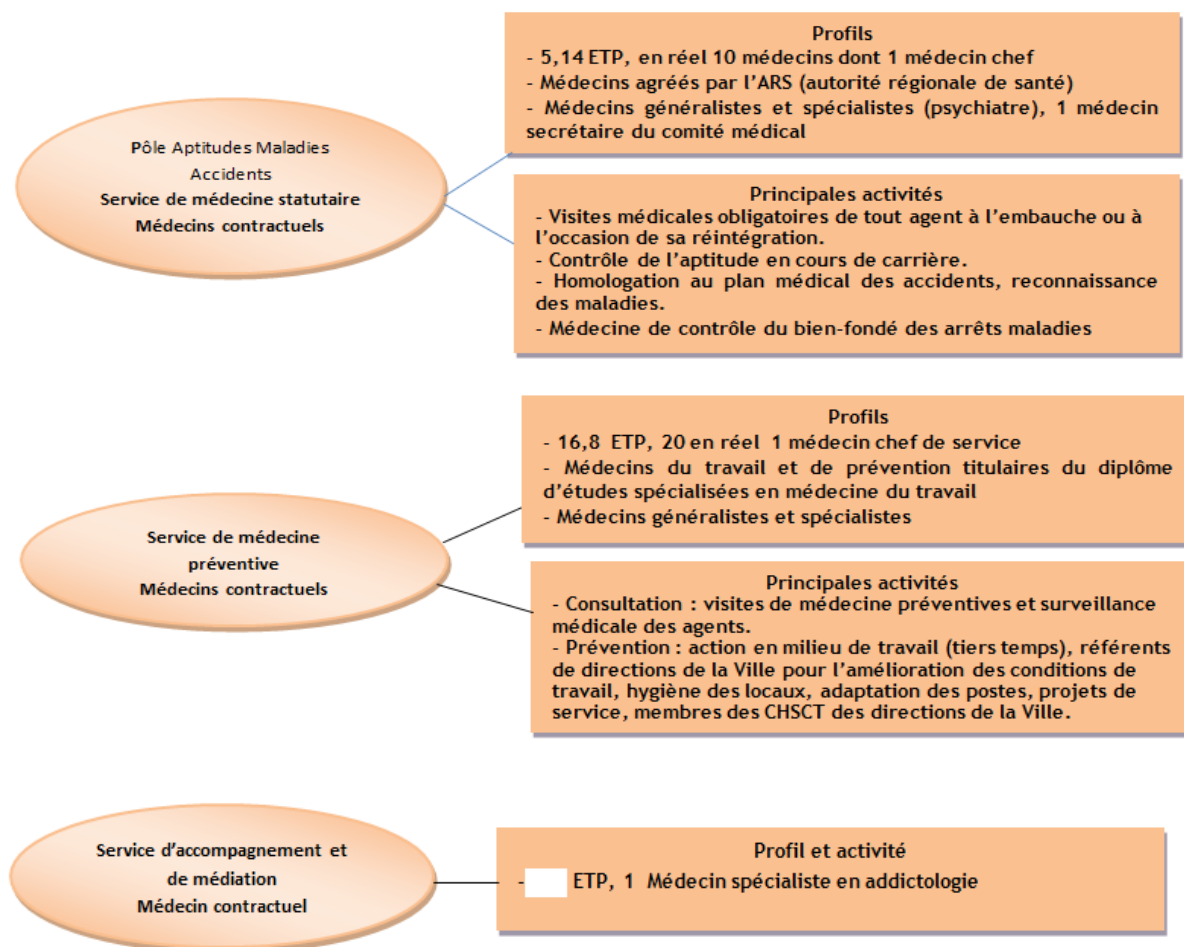 Profils
- 5,14 ETP, en réel 10 médecins dont 1 médecin chef
- Médecins agréés par l'ARS (autorité régionale de santé)
- Médecins généralistes et spécialistes (psychiatre), 1 médecin
secrétaire du comité médical
Pôle Aptitudes Maladies
Accidents
Service de médecine statutaire
Médecins contractuels
Principales activités
- Visites médicales obligatoires de tout agent à l'embauche ou à
l'occasion de sa réintégration.
- Contrôle de l'aptitude en cours de carrière.
- Homologation au plan médical des accidents, reconnaissance
des maladies.
- Médecine de contrôle du bien-fondé des arrêts maladies
Profils
- 16,8 ETP, 20 en réel 1 médecin chef de service
- Médecins du travail et de prévention titulaires du diplôme
d'études spécialisées en médecine du travail
- Médecins généralistes et spécialistes
Service de médecine
préventive
Médecins contractuels
Principales activités
- Consultation : visites de médecine préventives et surveillance
médicale des agents.
- Prévention : action en milieu de travail (tiers temps), référents
de directions de la Ville pour l'amélioration des conditions de
travail, hygiène des locaux, adaptation des postes, projets de
service, membres des CHSCT des directions de la Ville.
Service d'accompagnement et
de médiation
Médecin contractuel
Profil et activité
- ETP, 1 Médecin spécialiste en addictologie